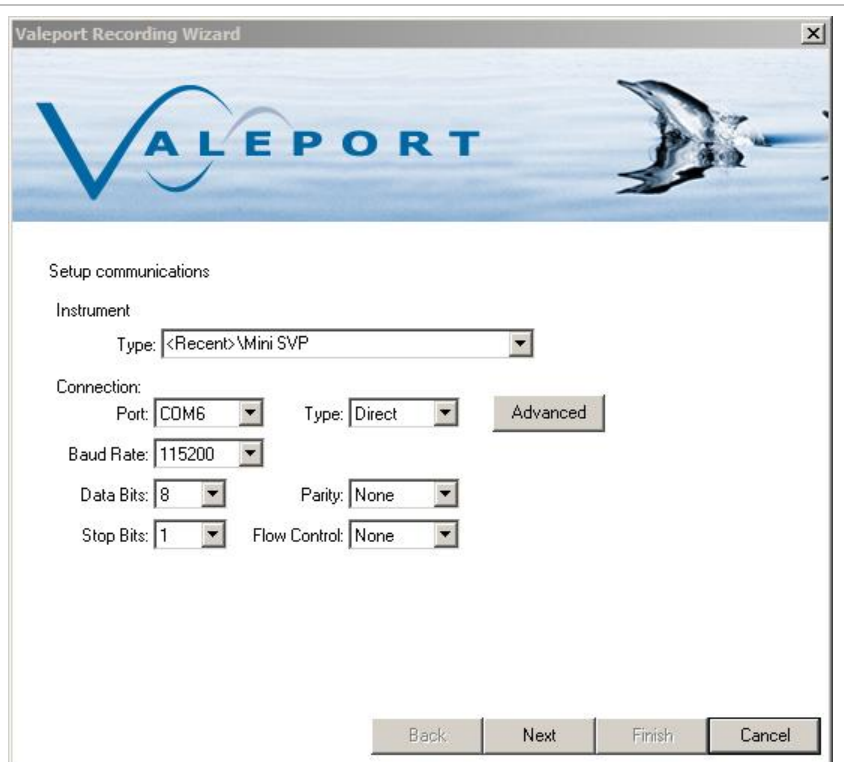 Valeport Recording Wizard
VALEPORT
Setup communications
Instrument
Type: <Recent>\Mini SVP
Connection:
Port: COM6 Type: Direct Advanced
Baud Rate: 115200
Data Bits: 8 Parity: None
Stop Bits: 1 Flow Control: None
Back Next Finish Cancel